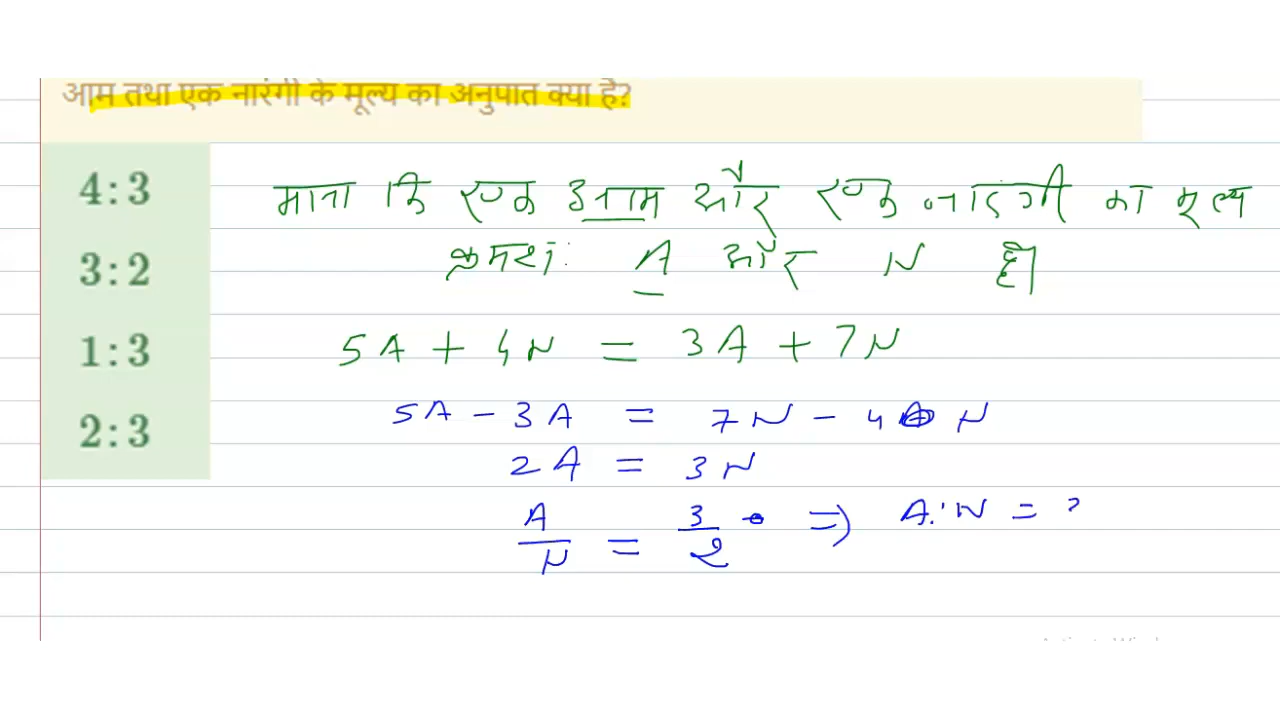 आम तथा एक नारंगी के मूल्य का अनुपात क्या है?
4:3
3:2
1:3
2:3
माना कि एक आम और एक नारंगी का मूल्य
क्रमशः A और N है।
5A + 4N = 3A + 7N
5A - 3A = 7N - 4 N
2A = 3N
A/N = 3/2 => A:N =